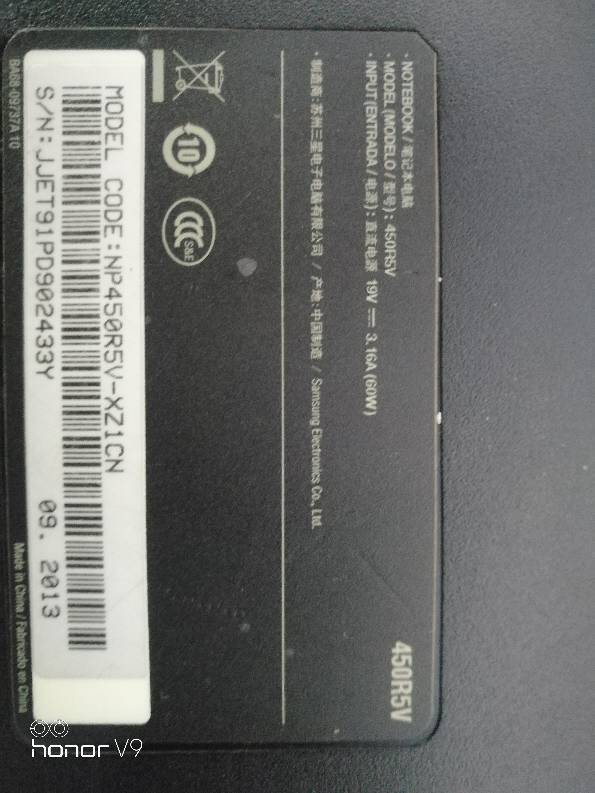 · NOTEBOOK / 笔记本电脑
· MODEL (MODELO / 型号) : 450R5V
· INPUT (ENTRADA / 电源) : 直流电源 19V ⎓ 3.16A (60W)
· 制造商 : 苏州三星电子电脑有限公司 / 产地 : 中国制造 / Samsung Electronics Co., Ltd.
450R5V
10
S&E
MODEL CODE:NP450R5V-XZ1CN
S/N:JJET91PD902433Y 09. 2013
BA68-09737A 10
Made in China / Fabricado en China
honor V9